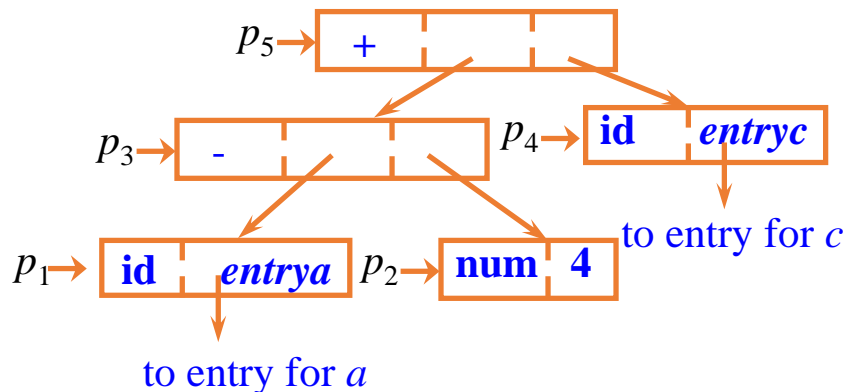 p5 +
p3 - p4 id entryc
to entry for c
p1 id entrya p2 num 4
to entry for a